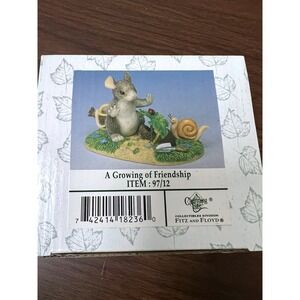 A Growing of Friendship
ITEM : 97/12
7 42414 18236 0
Charming Tails
COLLECTIBLES DIVISION
FITZ AND FLOYD®